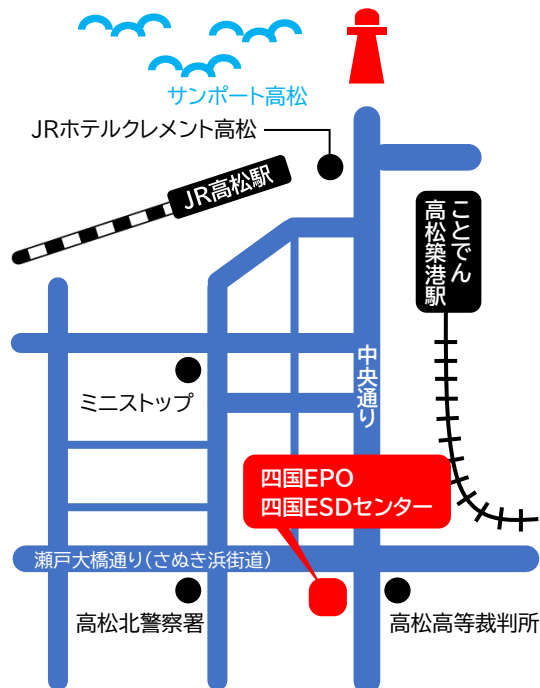 サンポート高松
JRホテルクレメント高松
JR高松駅
ことでん
高松築港駅
中央通り
ミニストップ
四国EPO
四国ESDセンター
瀬戸大橋通り(さぬき浜街道)
高松北警察署
高松高等裁判所